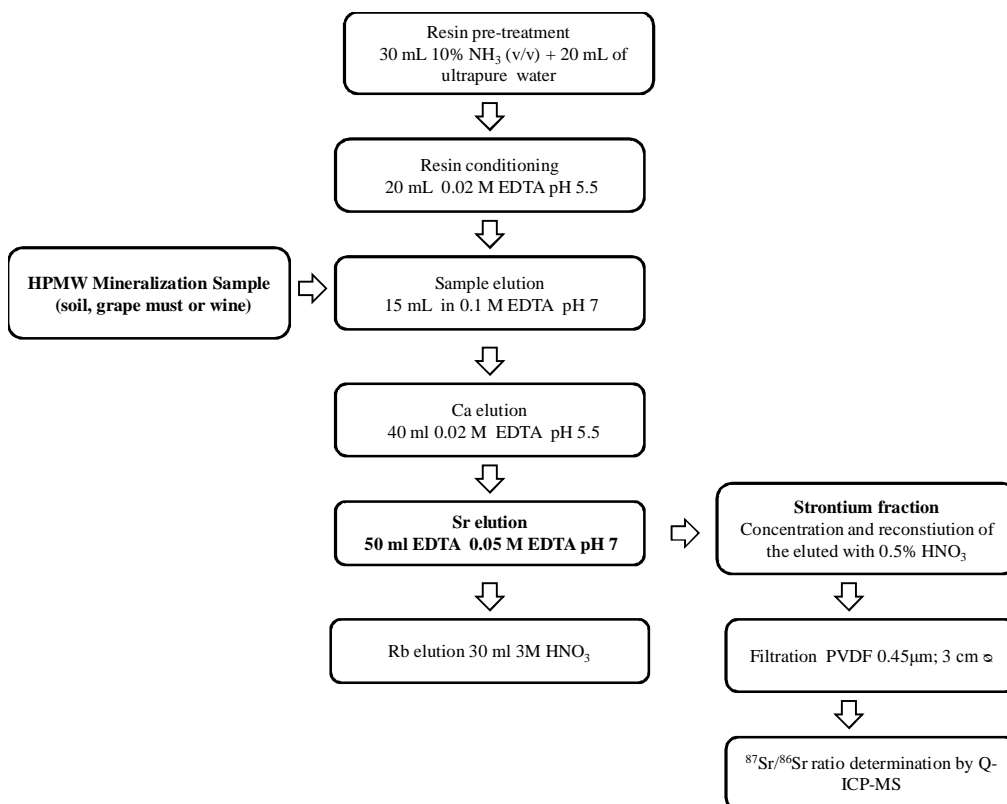 Resin pre-treatment
30 mL 10% NH₃ (v/v) + 20 mL of
ultrapure water
Resin conditioning
20 mL 0.02 M EDTA pH 5.5
HPMW Mineralization Sample
(soil, grape must or wine)
Sample elution
15 mL in 0.1 M EDTA pH 7
Ca elution
40 ml 0.02 M EDTA pH 5.5
Sr elution
50 ml EDTA 0.05 M EDTA pH 7
Strontium fraction
Concentration and reconstiution of
the eluted with 0.5% HNO₃
Rb elution 30 ml 3M HNO₃
Filtration PVDF 0.45μm; 3 cm
⁸⁷Sr/⁸⁶Sr ratio determination by Q-
ICP-MS